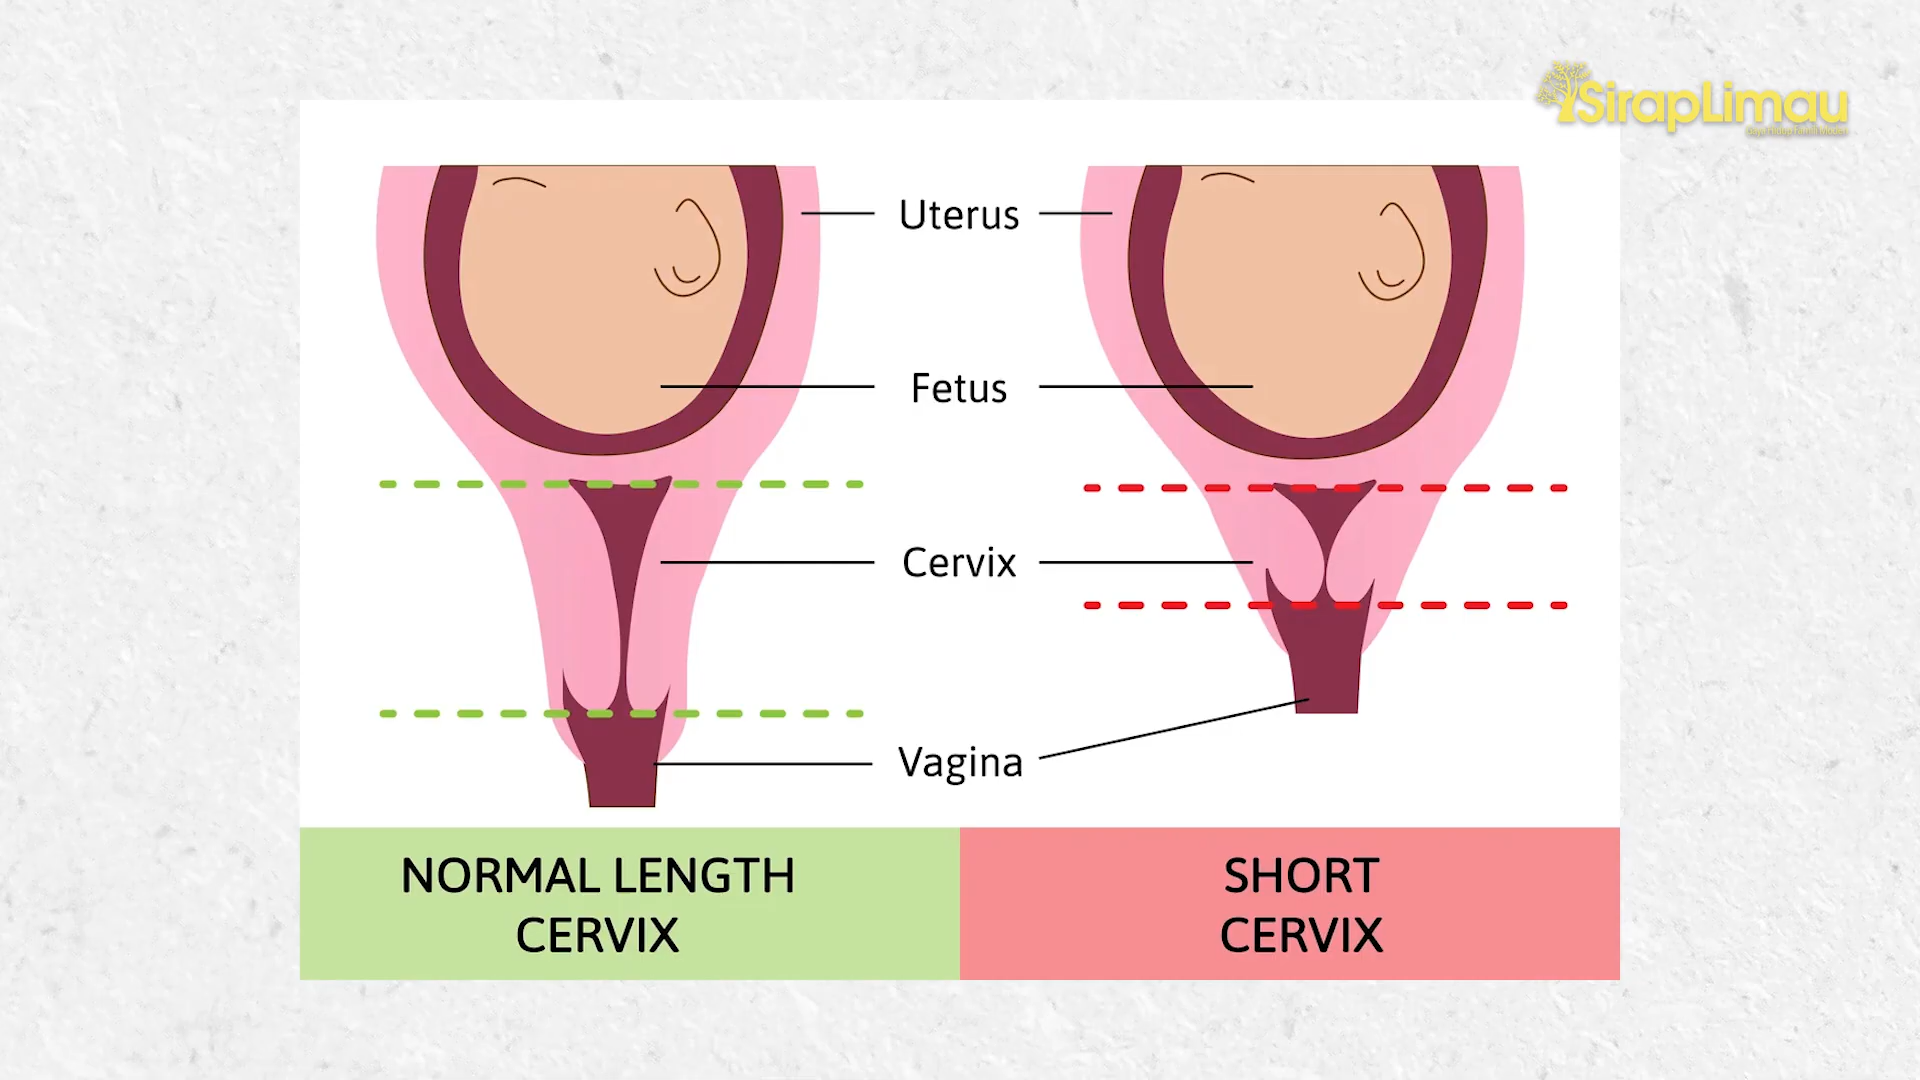 SirapLimau
Uterus
Fetus
Cervix
Vagina
NORMAL LENGTH
CERVIX
SHORT
CERVIX